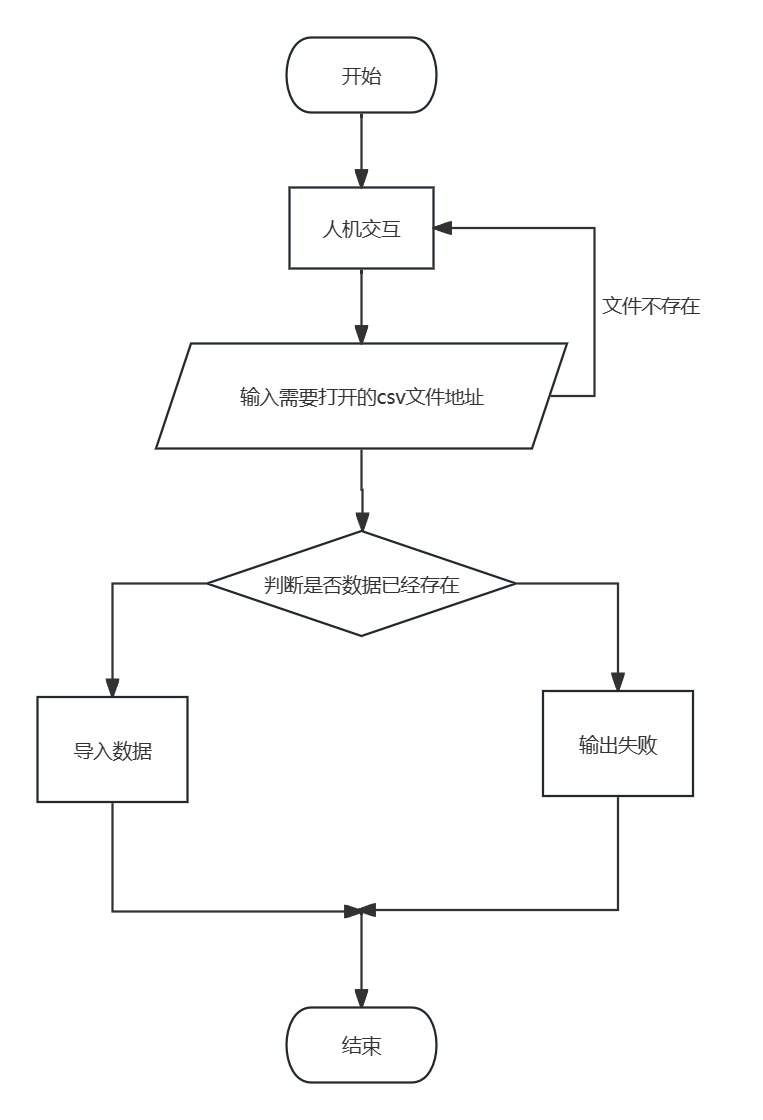 开始
人机交互
文件不存在
输入需要打开的csv文件地址
判断是否数据已经存在
导入数据
输出失败
结束